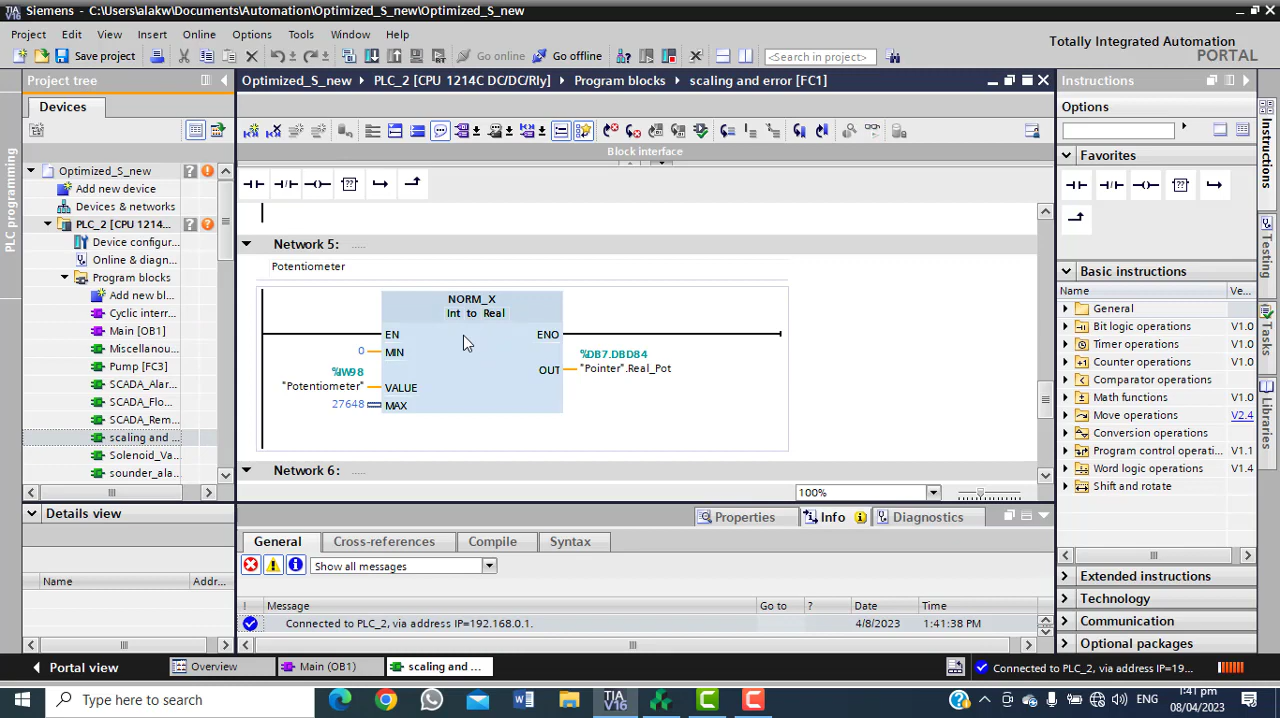 Siemens - C:\Users\alakw\Documents\Automation\Optimized_S_new\Optimized_S_new
Project Edit View Insert Online Options Tools Window Help
Totally Integrated Automation
PORTAL
Save project
Go online
Go offline
<Search in project>
Project tree
Optimized_S_new PLC_2 [CPU 1214C DC/DC/Rly] Program blocks scaling and error [FC1]
Instructions
Devices
Options
PLC programming
Block interface
Optimized_S_new
Add new device
Devices & networks
PLC_2 [CPU 1214...
Device configur...
Online & diagno...
Program blocks
Add new bl...
Cyclic interr...
Main [OB1]
Miscellanou...
Pump [FC3]
SCADA_Alar...
SCADA_Flo...
SCADA_Rem...
scaling and ...
Solenoid_Va...
sounder_ala...
Network 5: .....
Potentiometer
NORM_X
Int to Real
EN
ENO
0
MIN
%DB7.DBD84
%IW98
OUT
"Pointer".Real_Pot
"Potentiometer"
VALUE
27648
MAX
Network 6: .....
100%
Favorites
Basic instructions
Name Ve...
General
Bit logic operations V1.0
Timer operations V1.0
Counter operations V1.0
Comparator operations
Math functions V1.0
Move operations V2.4
Conversion operations
Program control operati... V1.1
Word logic operations V1.4
Shift and rotate
Extended instructions
Technology
Communication
Optional packages
Instructions
Testing
Tasks
Libraries
Details view
Name Addr...
Properties
Info
Diagnostics
General
Cross-references
Compile
Syntax
Show all messages
! Message Go to ? Date Time
Connected to PLC_2, via address IP=192.168.0.1. 4/8/2023 1:41:38 PM
Portal view
Overview
Main (OB1)
scaling and ...
Connected to PLC_2, via address IP=19...
Type here to search
ENG
1:41 pm
08/04/2023